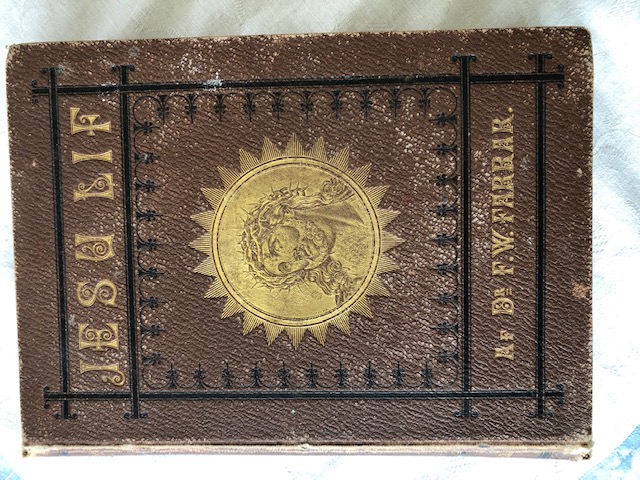 JESU LIF
AF DR F. W. FARRAR.